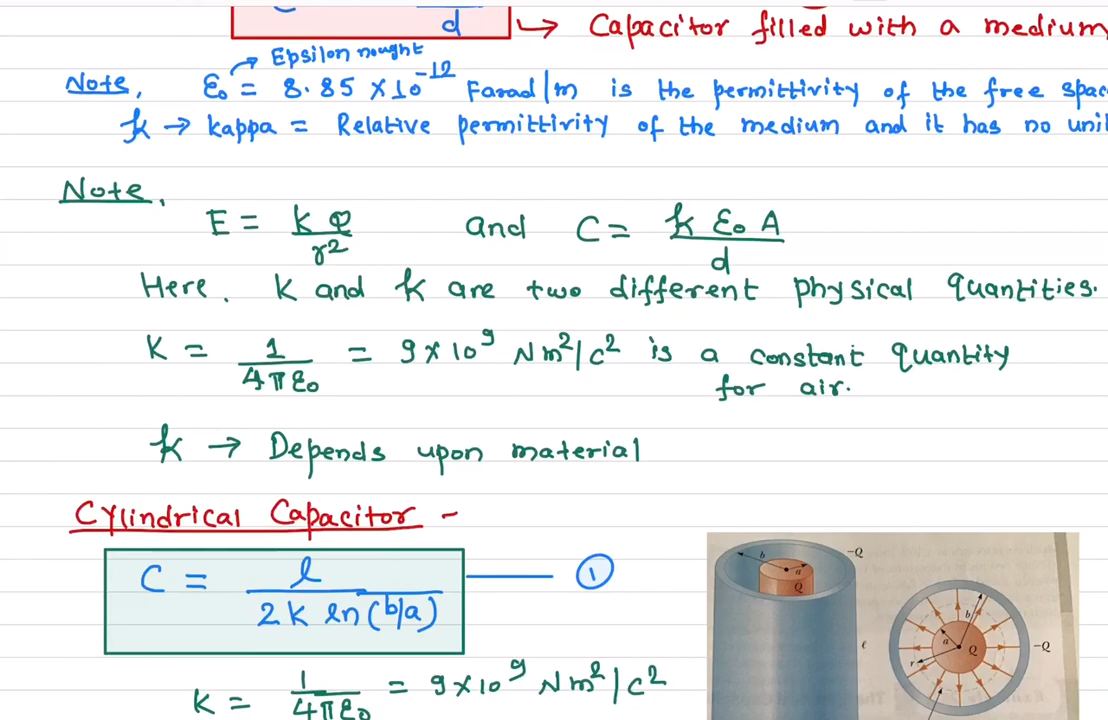 d
→ Capacitor filled with a medium
Epsilon nought
Note, ε₀ = 8.85 × 10⁻¹² Farad/m is the permittivity of the free spac
k → kappa = Relative permittivity of the medium and it has no unit
Note,
E = kQ/r² and C = k ε₀ A/d
Here, K and k are two different physical quantities.
K = 1/4πε₀ = 9 × 10⁹ Nm²/C² is a constant quantity
for air.
k → Depends upon material
Cylindrical Capacitor -
C = l/2K ln(b/a) ①
K = 1/4πε₀ = 9×10⁹ Nm²/C²
b a Q -Q l
b a r Q -Q